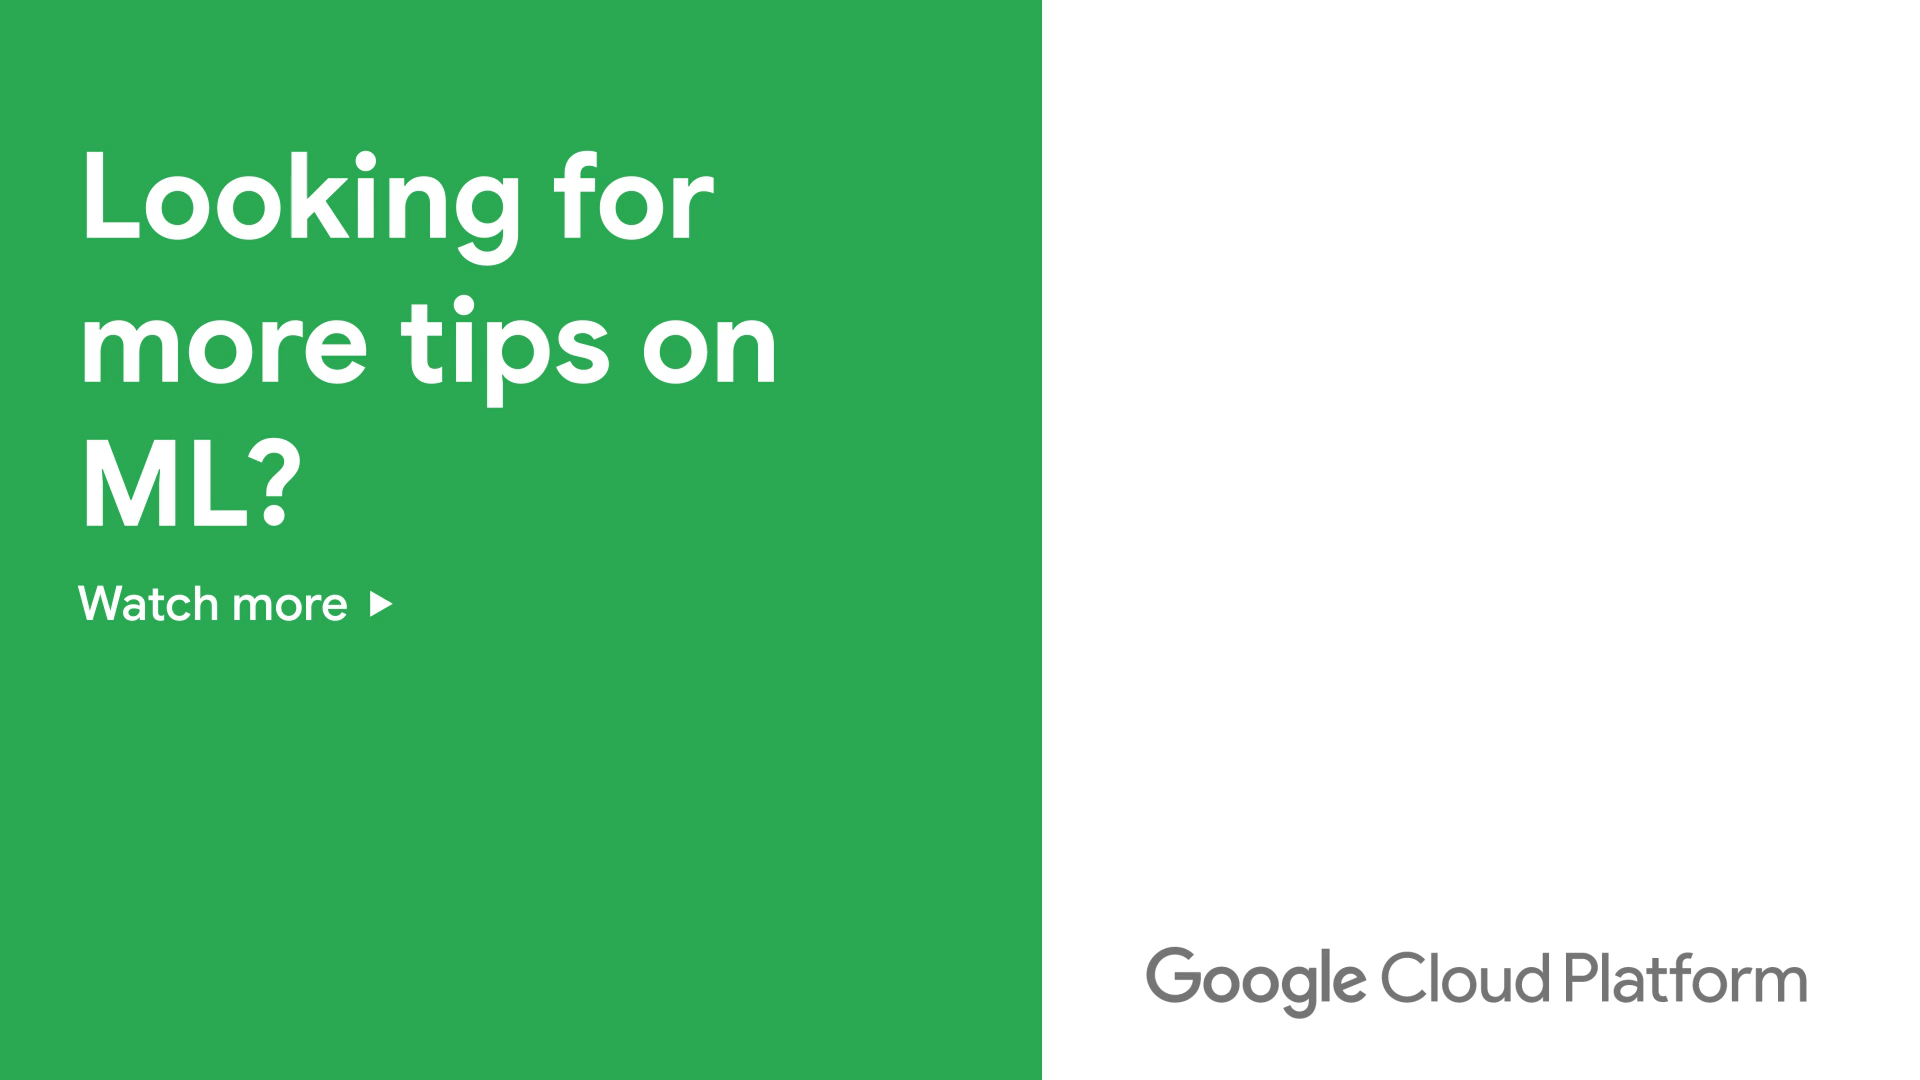 Looking for
more tips on
ML?
Watch more
Google Cloud Platform